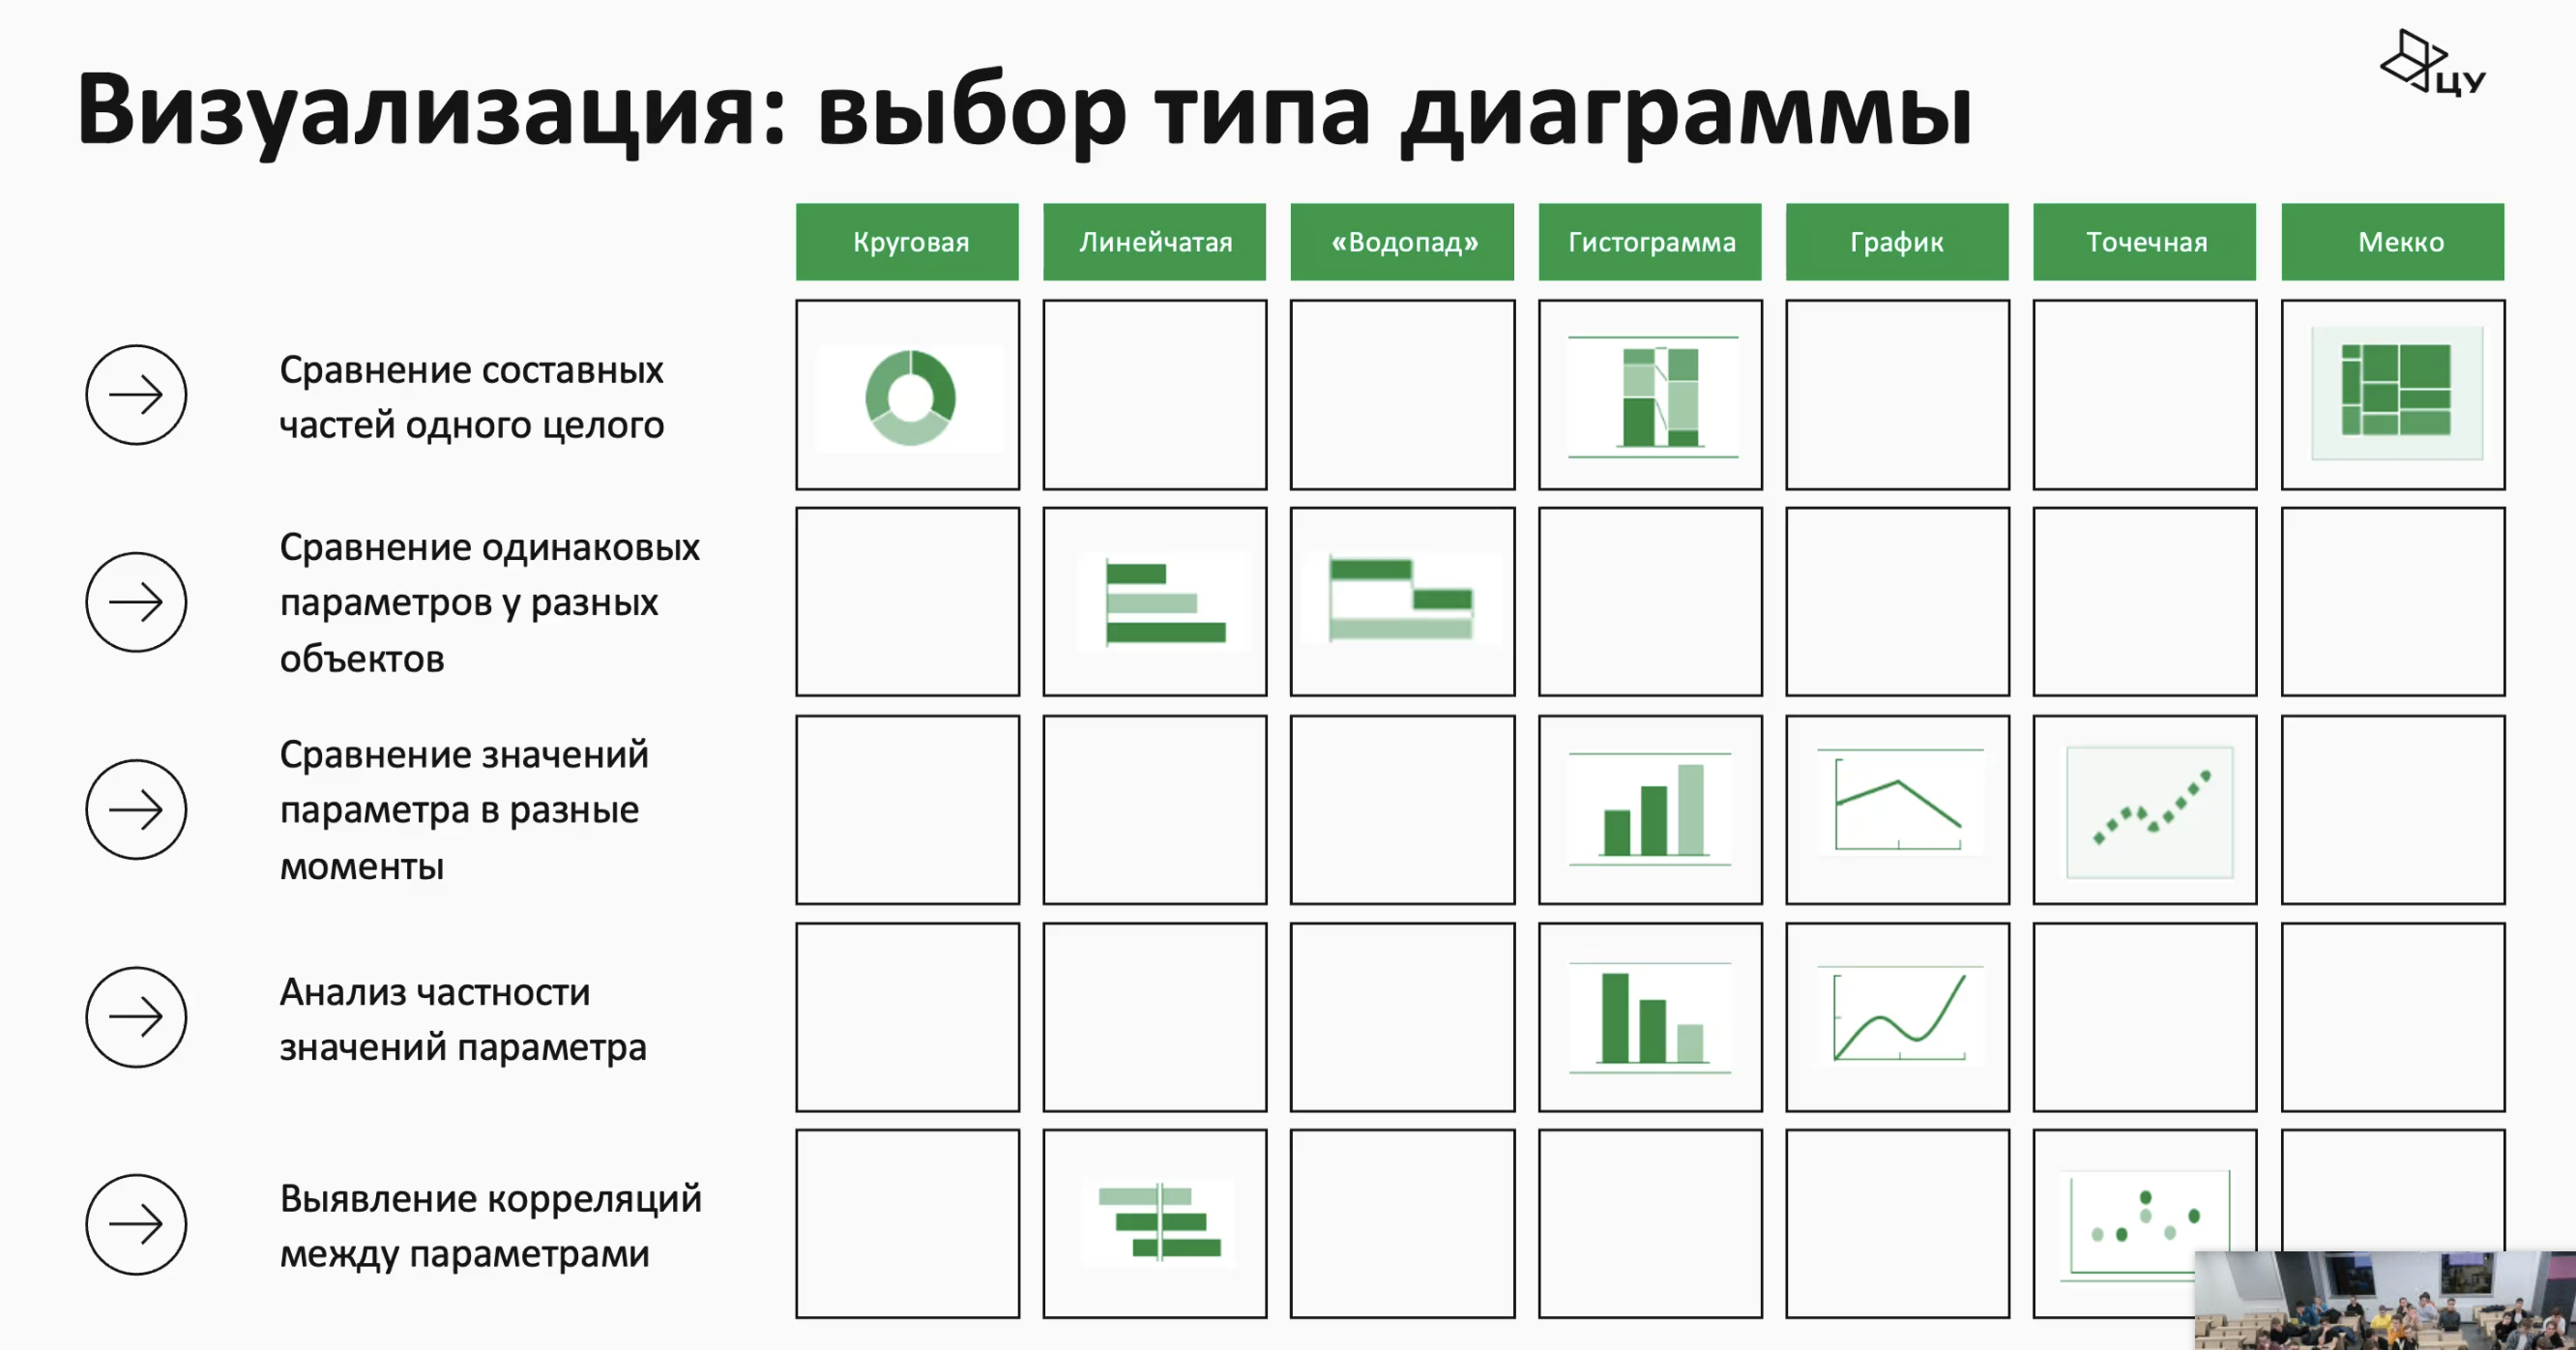 Визуализация: выбор типа диаграммы
ЦУ
Круговая
Линейчатая
«Водопад»
Гистограмма
График
Точечная
Мекко
Сравнение составных
частей одного целого
Сравнение одинаковых
параметров у разных
объектов
Сравнение значений
параметра в разные
моменты
Анализ частности
значений параметра
Выявление корреляций
между параметрами